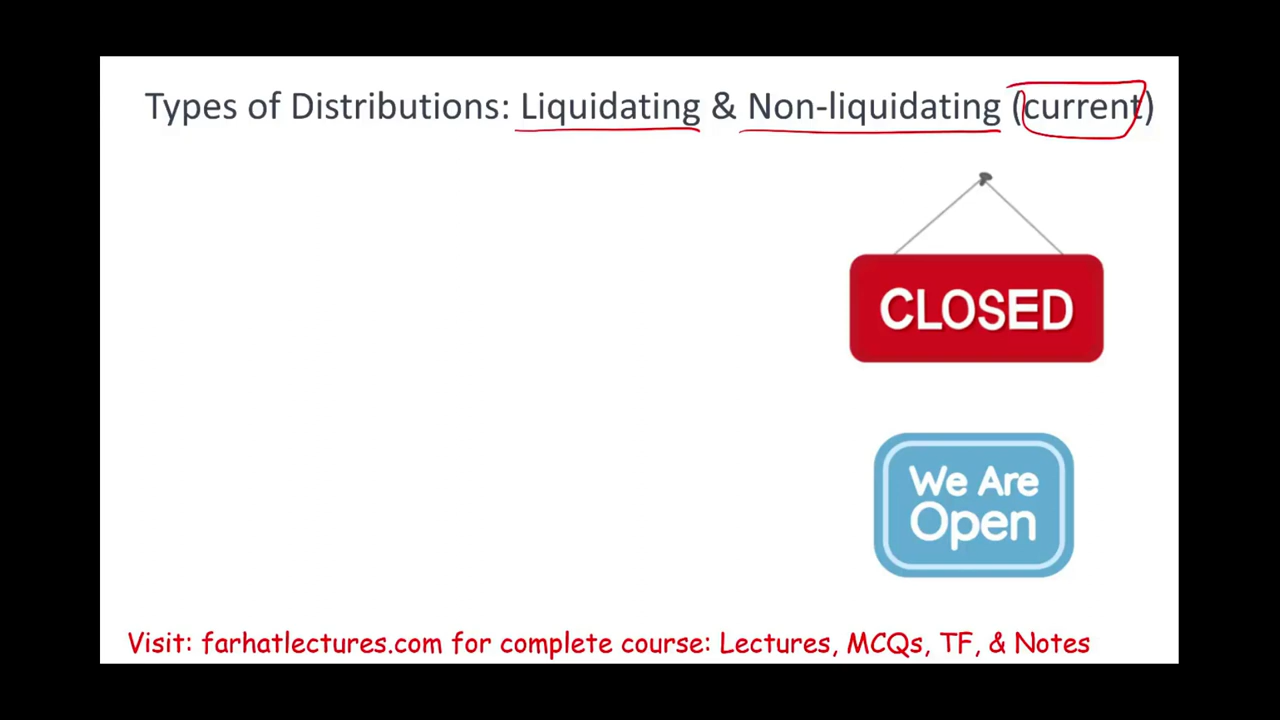 Types of Distributions: Liquidating & Non-liquidating (current)
CLOSED
We Are
Open
Visit: farhatlectures.com for complete course: Lectures, MCQs, TF, & Notes